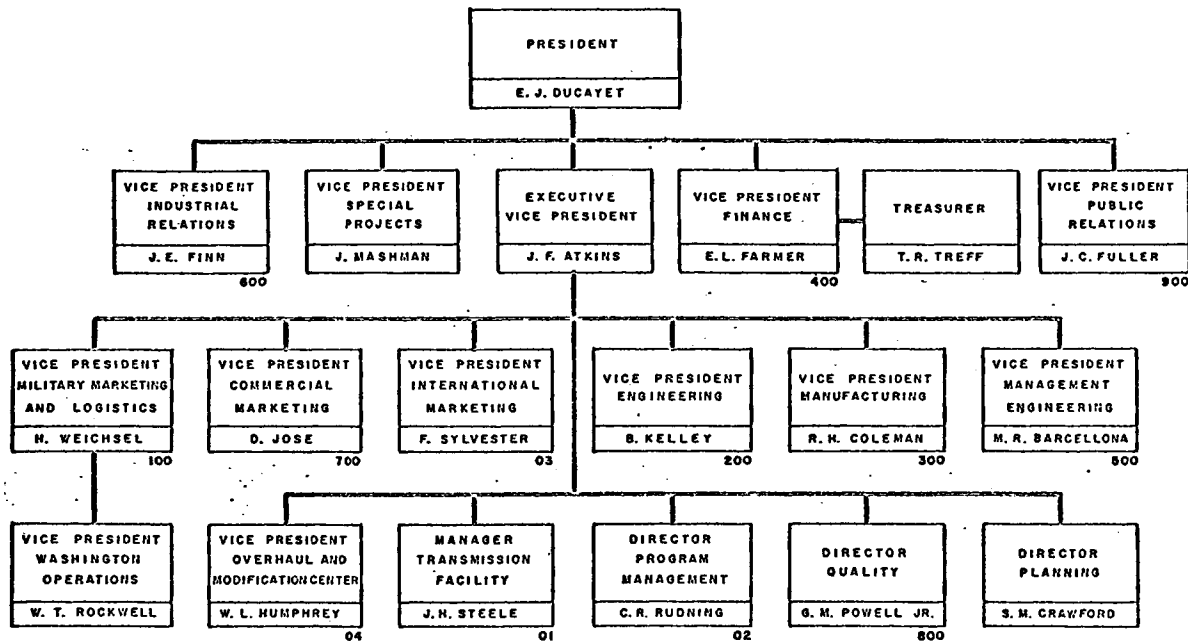 PRESIDENT
E. J. DUCAYET
VICE PRESIDENT
INDUSTRIAL
RELATIONS
J. E. FINN
600
VICE PRESIDENT
SPECIAL
PROJECTS
J. MASHMAN
EXECUTIVE
VICE PRESIDENT
J. F. ATKINS
VICE PRESIDENT
FINANCE
E. L. FARMER
400
TREASURER
T. R. TREFF
VICE PRESIDENT
PUBLIC
RELATIONS
J. C. FULLER
900
VICE PRESIDENT
MILITARY MARKETING
AND LOGISTICS
H. WEICHSEL
100
VICE PRESIDENT
COMMERCIAL
MARKETING
D. JOSE
700
VICE PRESIDENT
INTERNATIONAL
MARKETING
F. SYLVESTER
03
VICE PRESIDENT
ENGINEERING
B. KELLEY
200
VICE PRESIDENT
MANUFACTURING
R. H. COLEMAN
300
VICE PRESIDENT
MANAGEMENT
ENGINEERING
M. R. BARCELLONA
500
VICE PRESIDENT
WASHINGTON
OPERATIONS
W. T. ROCKWELL
VICE PRESIDENT
OVERHAUL AND
MODIFICATION CENTER
W. L. HUMPHREY
04
MANAGER
TRANSMISSION
FACILITY
J. H. STEELE
01
DIRECTOR
PROGRAM
MANAGEMENT
C. R. RUDNING
02
DIRECTOR
QUALITY
G. M. POWELL JR.
800
DIRECTOR
PLANNING
S. M. CRAWFORD